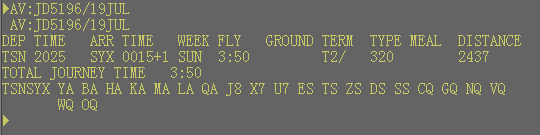 ▶AV:JD5196/19JUL
AV:JD5196/19JUL
DEP TIME ARR TIME WEEK FLY GROUND TERM TYPE MEAL DISTANCE
TSN 2025 SYX 0015+1 SUN 3:50 T2/ 320 2437
TOTAL JOURNEY TIME 3:50
TSNSYX YA BA HA KA MA LA QA J8 X7 U7 ES TS ZS DS SS CQ GQ NQ VQ
WQ OQ
▶